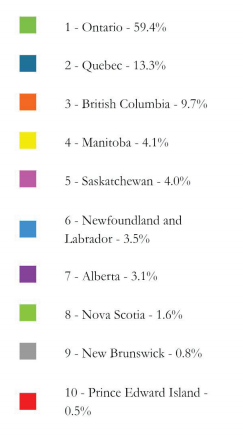 1 - Ontario - 59.4%
2 - Quebec - 13.3%
3 - British Columbia - 9.7%
4 - Manitoba - 4.1%
5 - Saskatchewan - 4.0%
6 - Newfoundland and
Labrador - 3.5%
7 - Alberta - 3.1%
8 - Nova Scotia - 1.6%
9 - New Brunswick - 0.8%
10 - Prince Edward Island -
0.5%